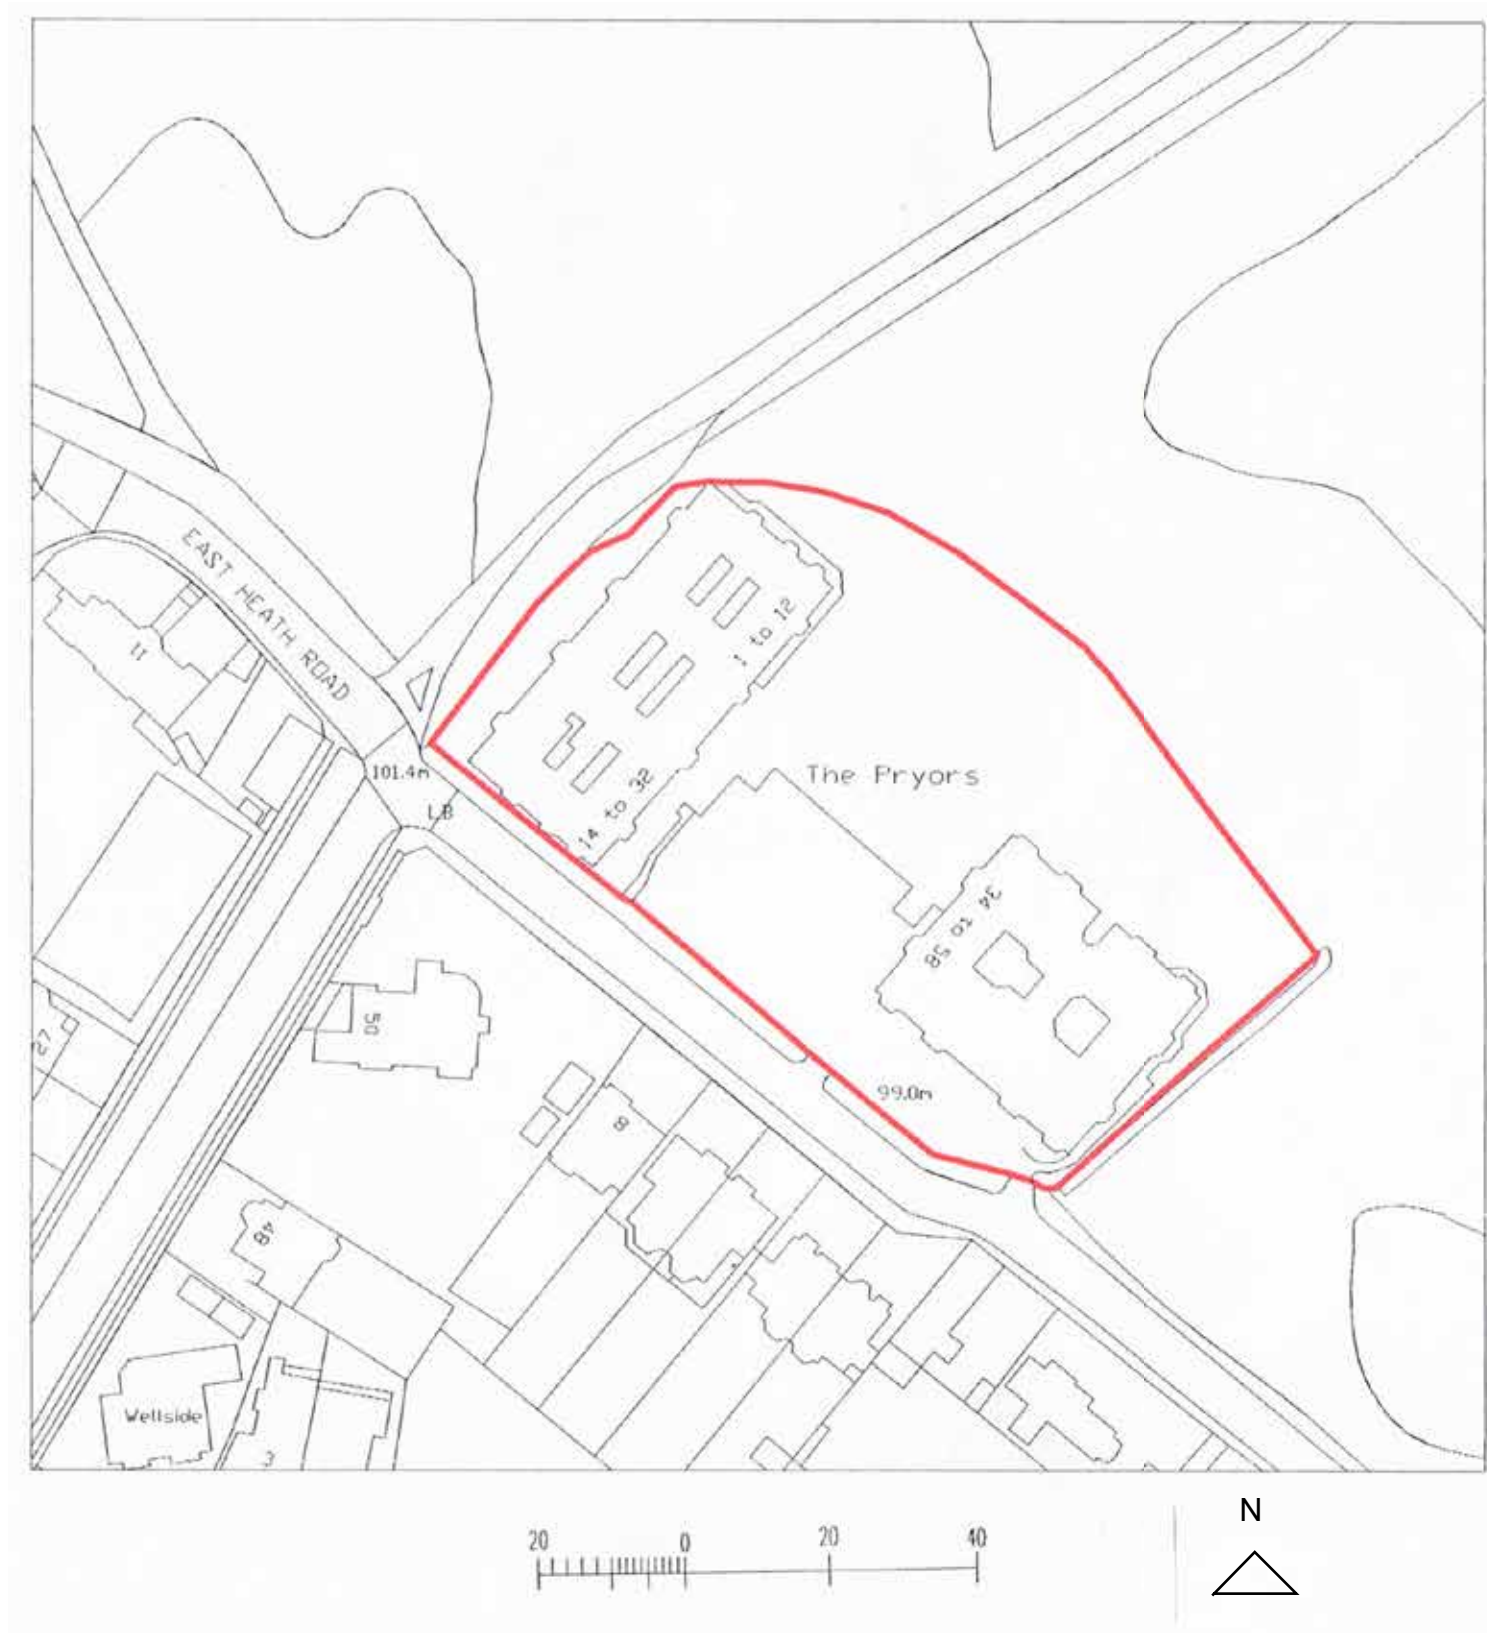 EAST HEATH ROAD
11
1 to 12
101.4m
The Pryors
LB
14 to 32
34 to 58
50
27
99.0m
8
48
Wellside
3
N
20 0 20 40